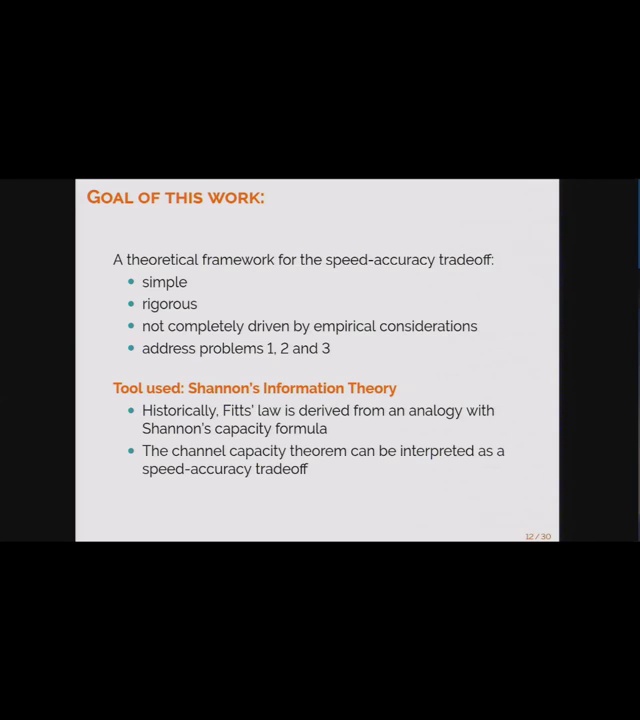 Goal of this work:
A theoretical framework for the speed-accuracy tradeoff:
• simple
• rigorous
• not completely driven by empirical considerations
• address problems 1, 2 and 3
Tool used: Shannon's Information Theory
• Historically, Fitts' law is derived from an analogy with
Shannon's capacity formula
• The channel capacity theorem can be interpreted as a
speed-accuracy tradeoff
12 / 30